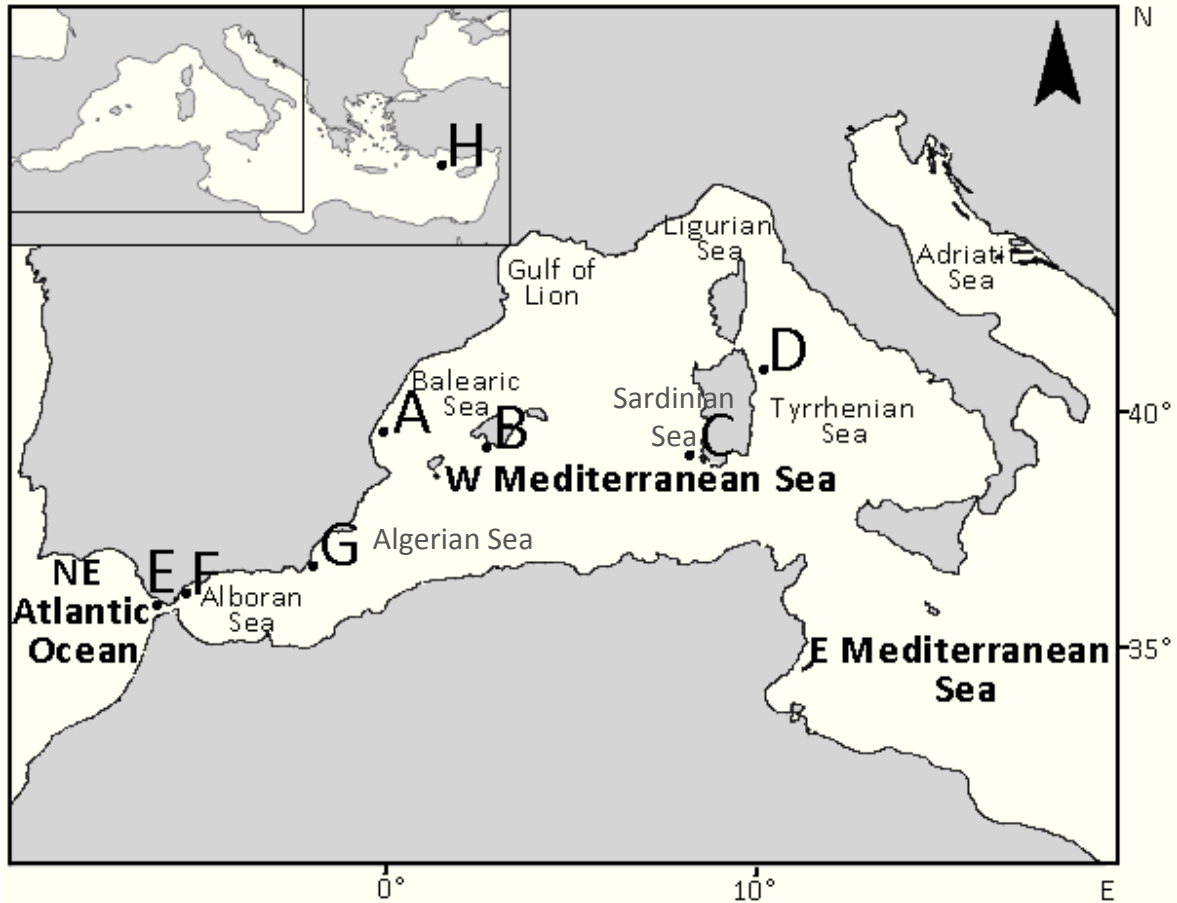 N
H
Ligurian
Sea
Adriatic
Sea
Gulf of
Lion
D
Balearic
Sea
A
Sardinian
Sea
Tyrrhenian
Sea
40°
B
C
W Mediterranean Sea
G
Algerian Sea
E
F
NE
Atlantic
Ocean
Alboran
Sea
E Mediterranean
Sea
35°
0°
10°
E